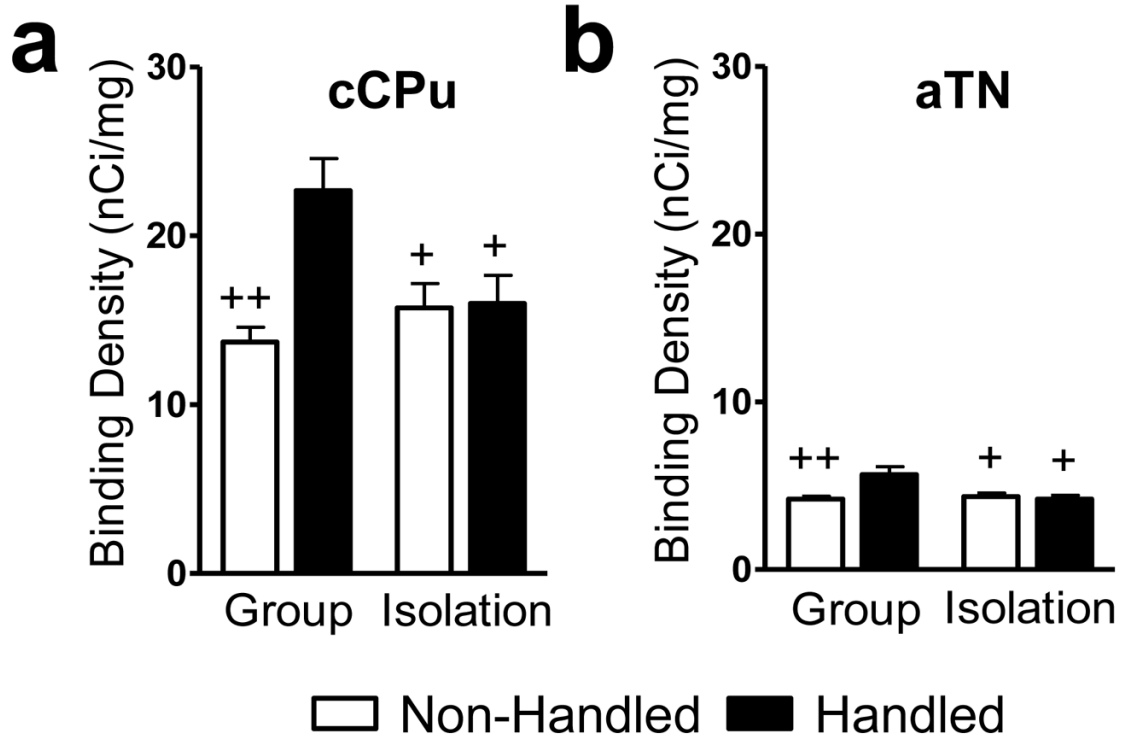 a
cCPu
Binding Density (nCi/mg)
30
20
10
0
++
+
+
Group
Isolation
b
aTN
Binding Density (nCi/mg)
30
20
10
0
++
+
+
Group
Isolation
Non-Handled
Handled